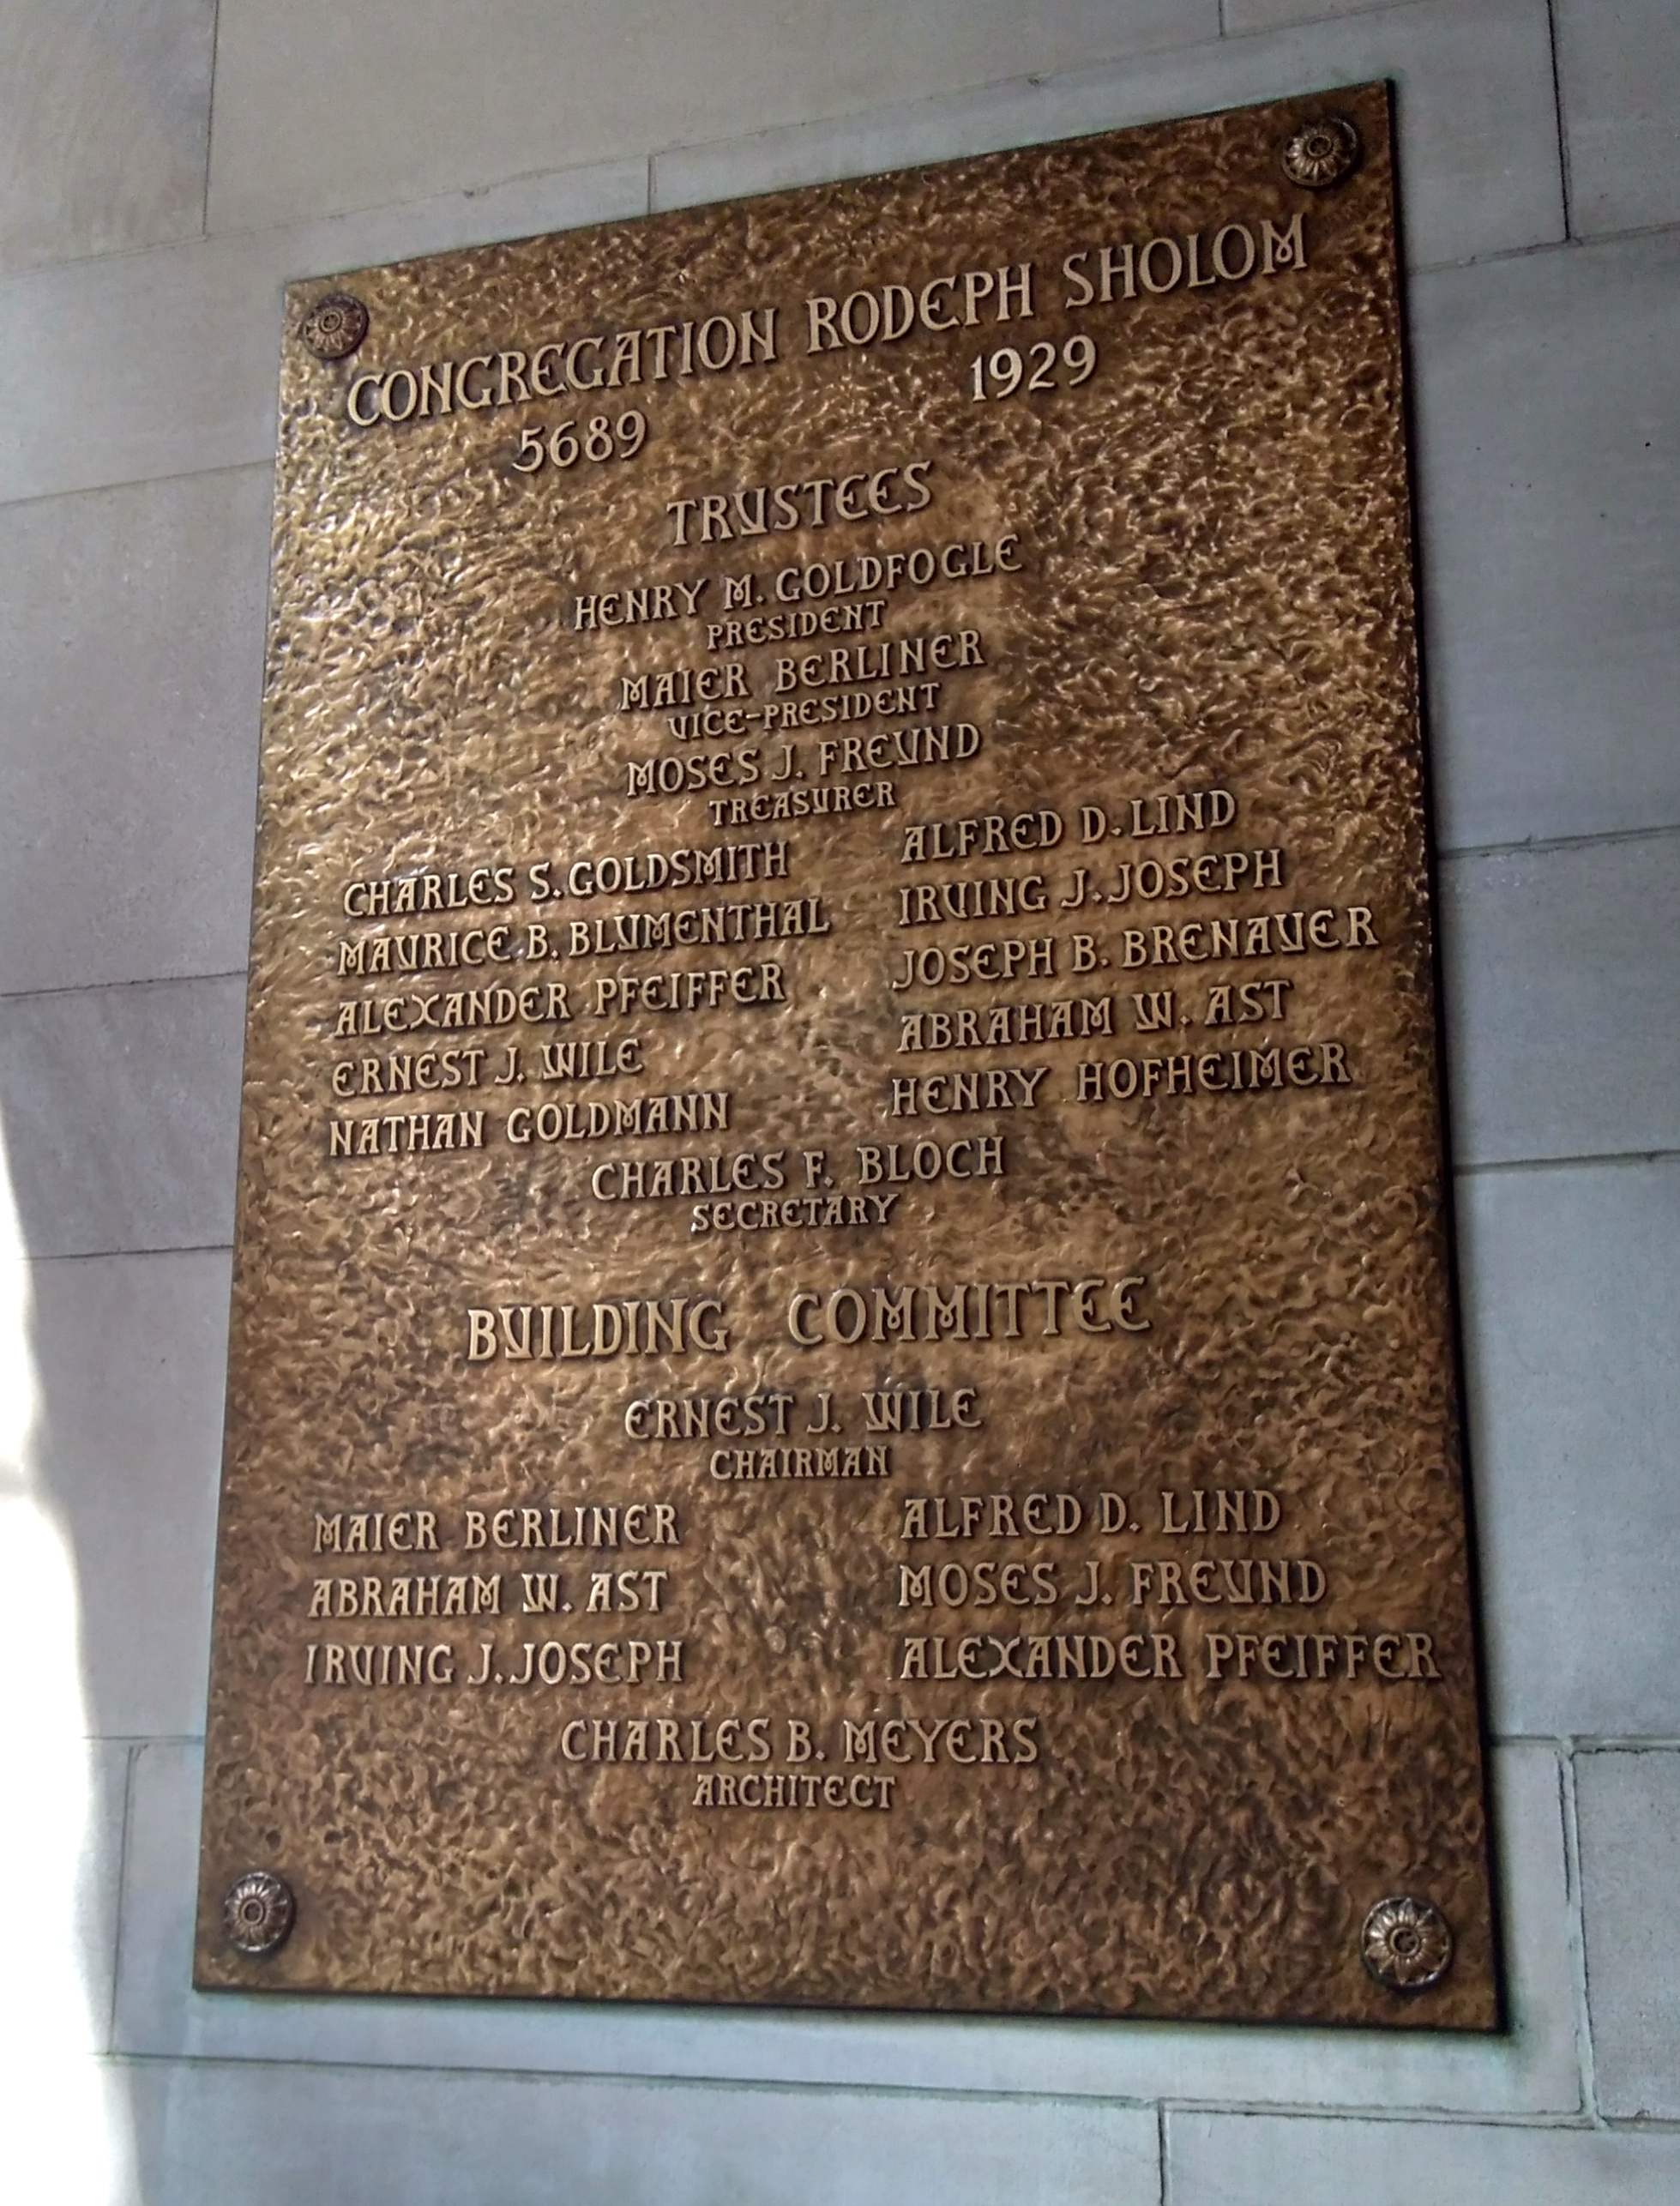 CONGREGATION RODEPH SHOLOM
5689 1929
TRUSTEES
HENRY M. GOLDFOGLE
PRESIDENT
MAIER BERLINER
VICE-PRESIDENT
MOSES J. FREUND
TREASURER
CHARLES S. GOLDSMITH ALFRED D. LIND
MAURICE B. BLUMENTHAL IRVING J. JOSEPH
ALEXANDER PFEIFFER JOSEPH B. BRENAUER
ERNEST J. WILE ABRAHAM W. AST
NATHAN GOLDMANN HENRY HOFHEIMER
CHARLES F. BLOCH
SECRETARY
BUILDING COMMITTEE
ERNEST J. WILE
CHAIRMAN
MAIER BERLINER ALFRED D. LIND
ABRAHAM W. AST MOSES J. FREUND
IRVING J. JOSEPH ALEXANDER PFEIFFER
CHARLES B. MEYERS
ARCHITECT